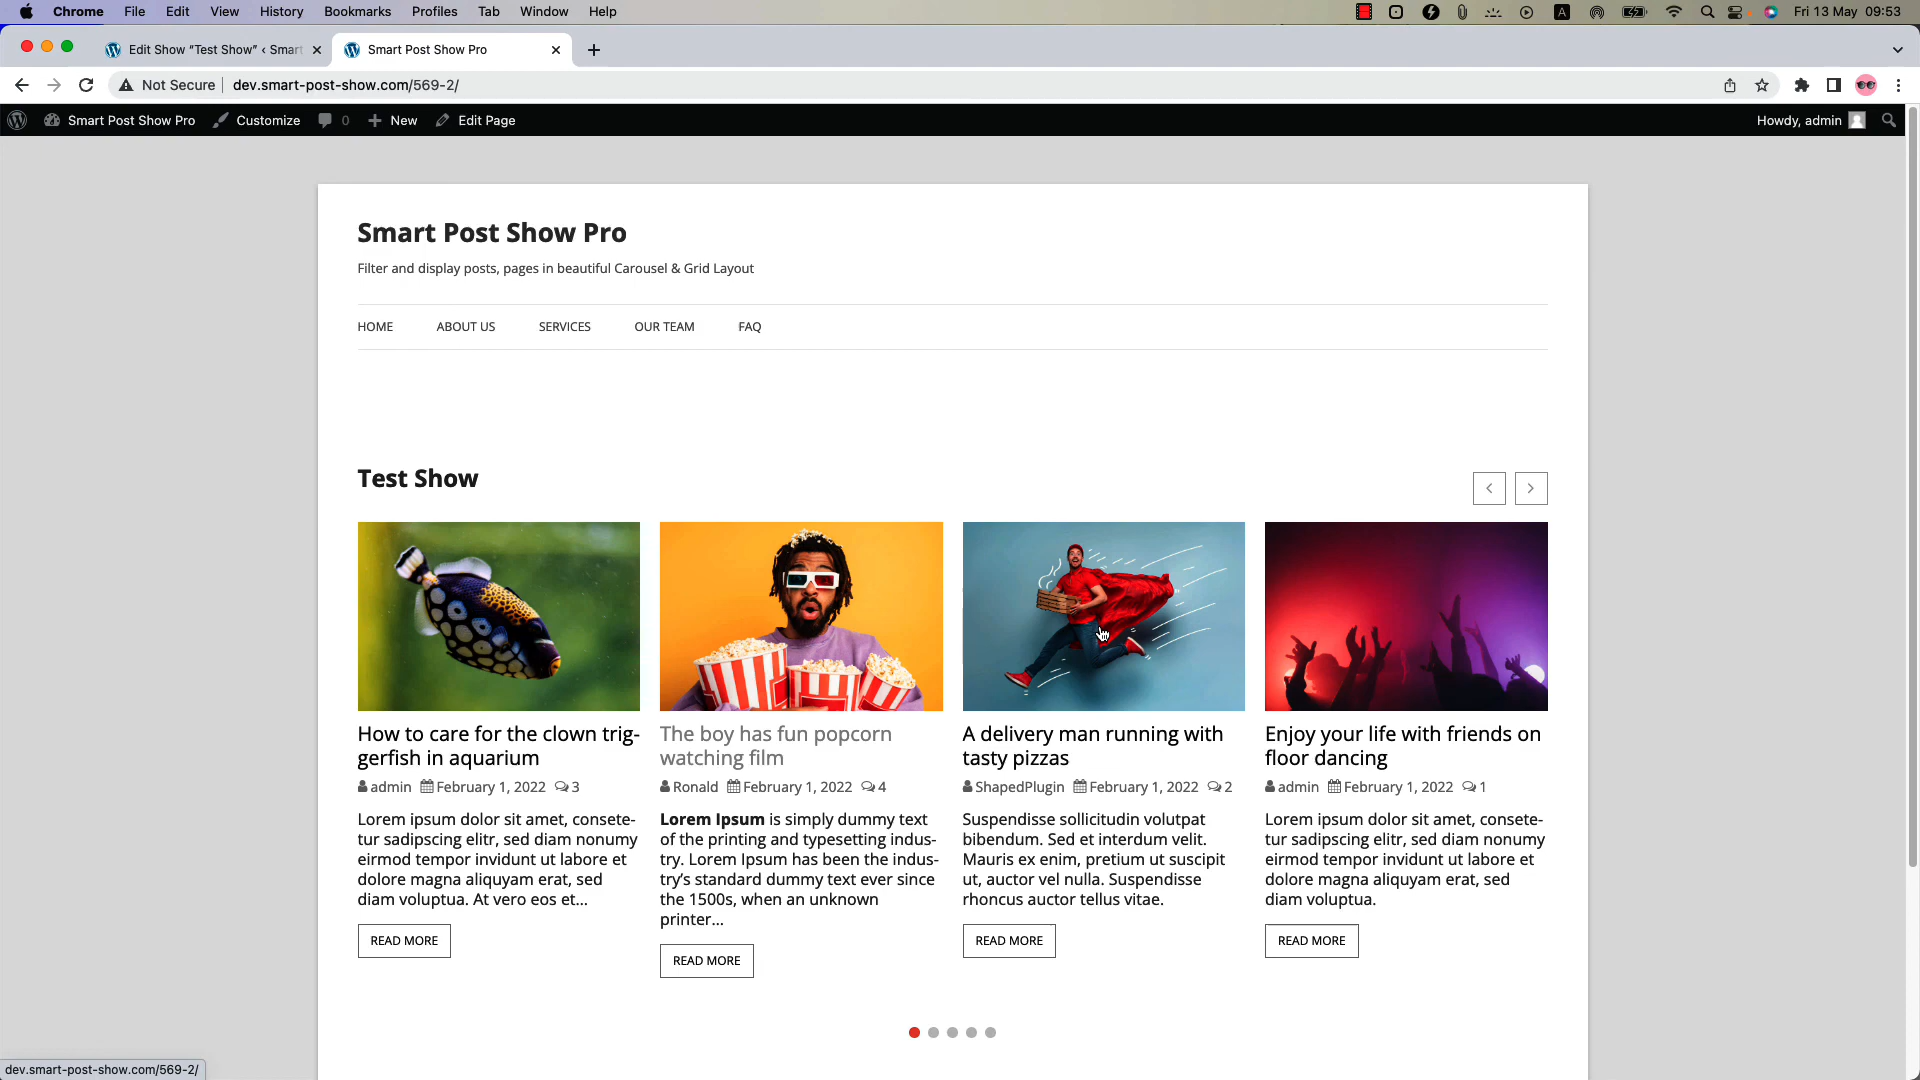 Chrome File Edit View History Bookmarks Profiles Tab Window Help
A Fri 13 May 09:53
Edit Show “Test Show” ‹ Smart
Smart Post Show Pro
Not Secure dev.smart-post-show.com/569-2/
Smart Post Show Pro Customize 0 New Edit Page
Howdy, admin
Smart Post Show Pro
Filter and display posts, pages in beautiful Carousel & Grid Layout
HOME ABOUT US SERVICES OUR TEAM FAQ
Test Show
How to care for the clown trig-
gerfish in aquarium
admin February 1, 2022 3
Lorem ipsum dolor sit amet, consete-
tur sadipscing elitr, sed diam nonumy
eirmod tempor invidunt ut labore et
dolore magna aliquyam erat, sed
diam voluptua. At vero eos et...
READ MORE
The boy has fun popcorn
watching film
Ronald February 1, 2022 4
Lorem Ipsum is simply dummy text
of the printing and typesetting indus-
try. Lorem Ipsum has been the indus-
try’s standard dummy text ever since
the 1500s, when an unknown
printer...
READ MORE
A delivery man running with
tasty pizzas
ShapedPlugin February 1, 2022 2
Suspendisse sollicitudin volutpat
bibendum. Sed et interdum velit.
Mauris ex enim, pretium ut suscipit
ut, auctor vel nulla. Suspendisse
rhoncus auctor tellus vitae.
READ MORE
Enjoy your life with friends on
floor dancing
admin February 1, 2022 1
Lorem ipsum dolor sit amet, consete-
tur sadipscing elitr, sed diam nonumy
eirmod tempor invidunt ut labore et
dolore magna aliquyam erat, sed
diam voluptua.
READ MORE
dev.smart-post-show.com/569-2/